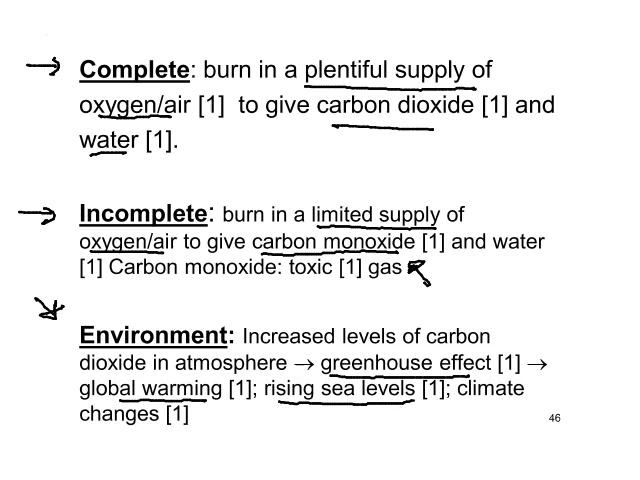 Complete: burn in a plentiful supply of
oxygen/air [1] to give carbon dioxide [1] and
water [1].
Incomplete: burn in a limited supply of
oxygen/air to give carbon monoxide [1] and water
[1] Carbon monoxide: toxic [1] gas
Environment: Increased levels of carbon
dioxide in atmosphere → greenhouse effect [1] →
global warming [1]; rising sea levels [1]; climate
changes [1]
46